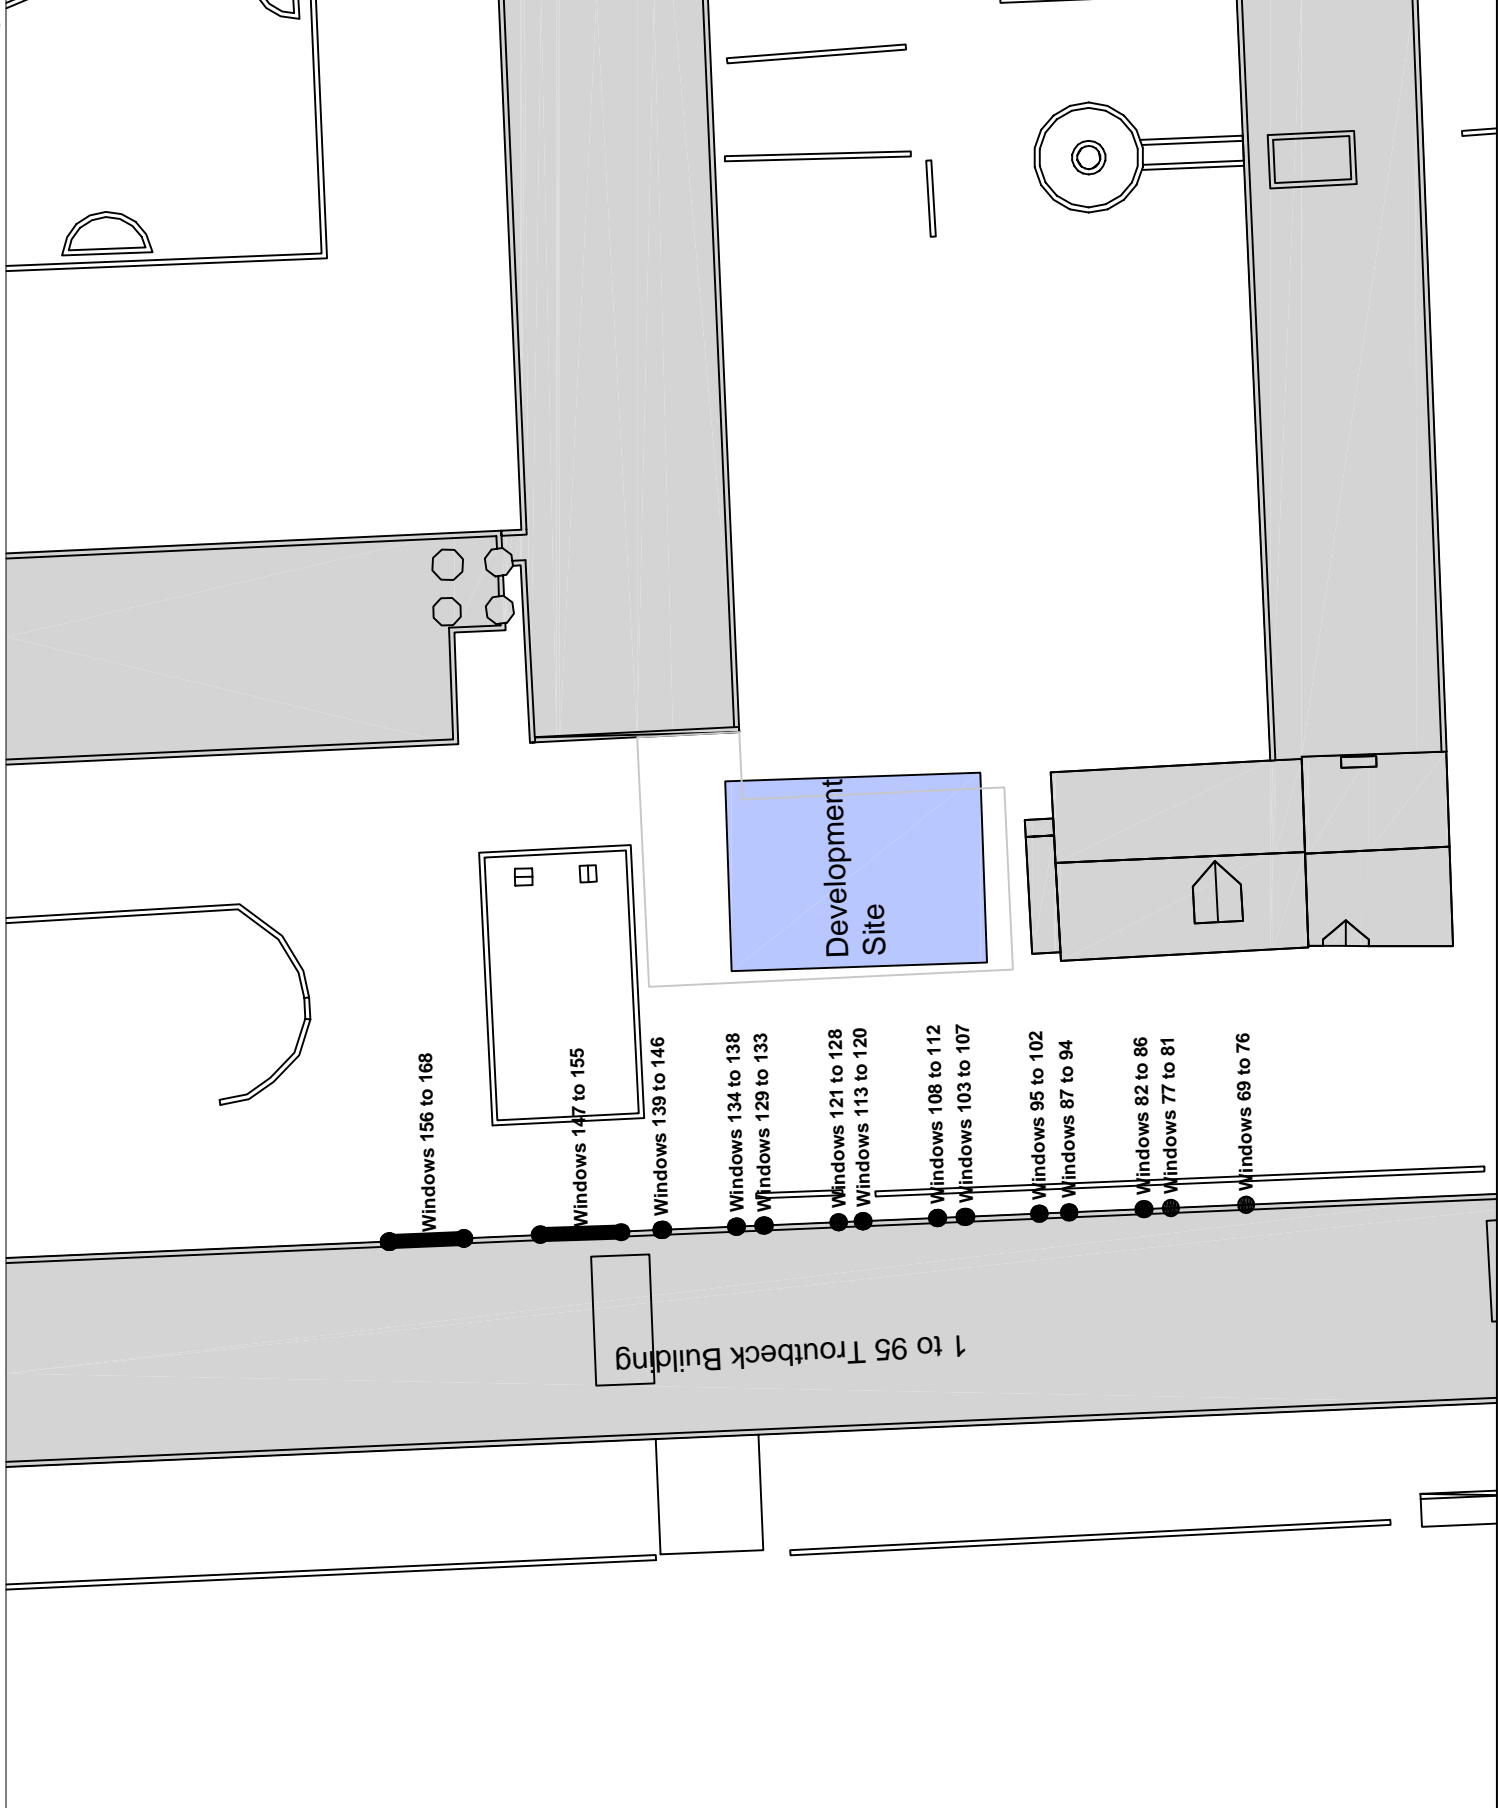 Development
Site
Windows 156 to 168
Windows 147 to 155
Windows 139 to 146
Windows 134 to 138
Windows 129 to 133
Windows 121 to 128
Windows 113 to 120
Windows 108 to 112
Windows 103 to 107
Windows 95 to 102
Windows 87 to 94
Windows 82 to 86
Windows 77 to 81
Windows 69 to 76
1 to 95 Troutbeck Building